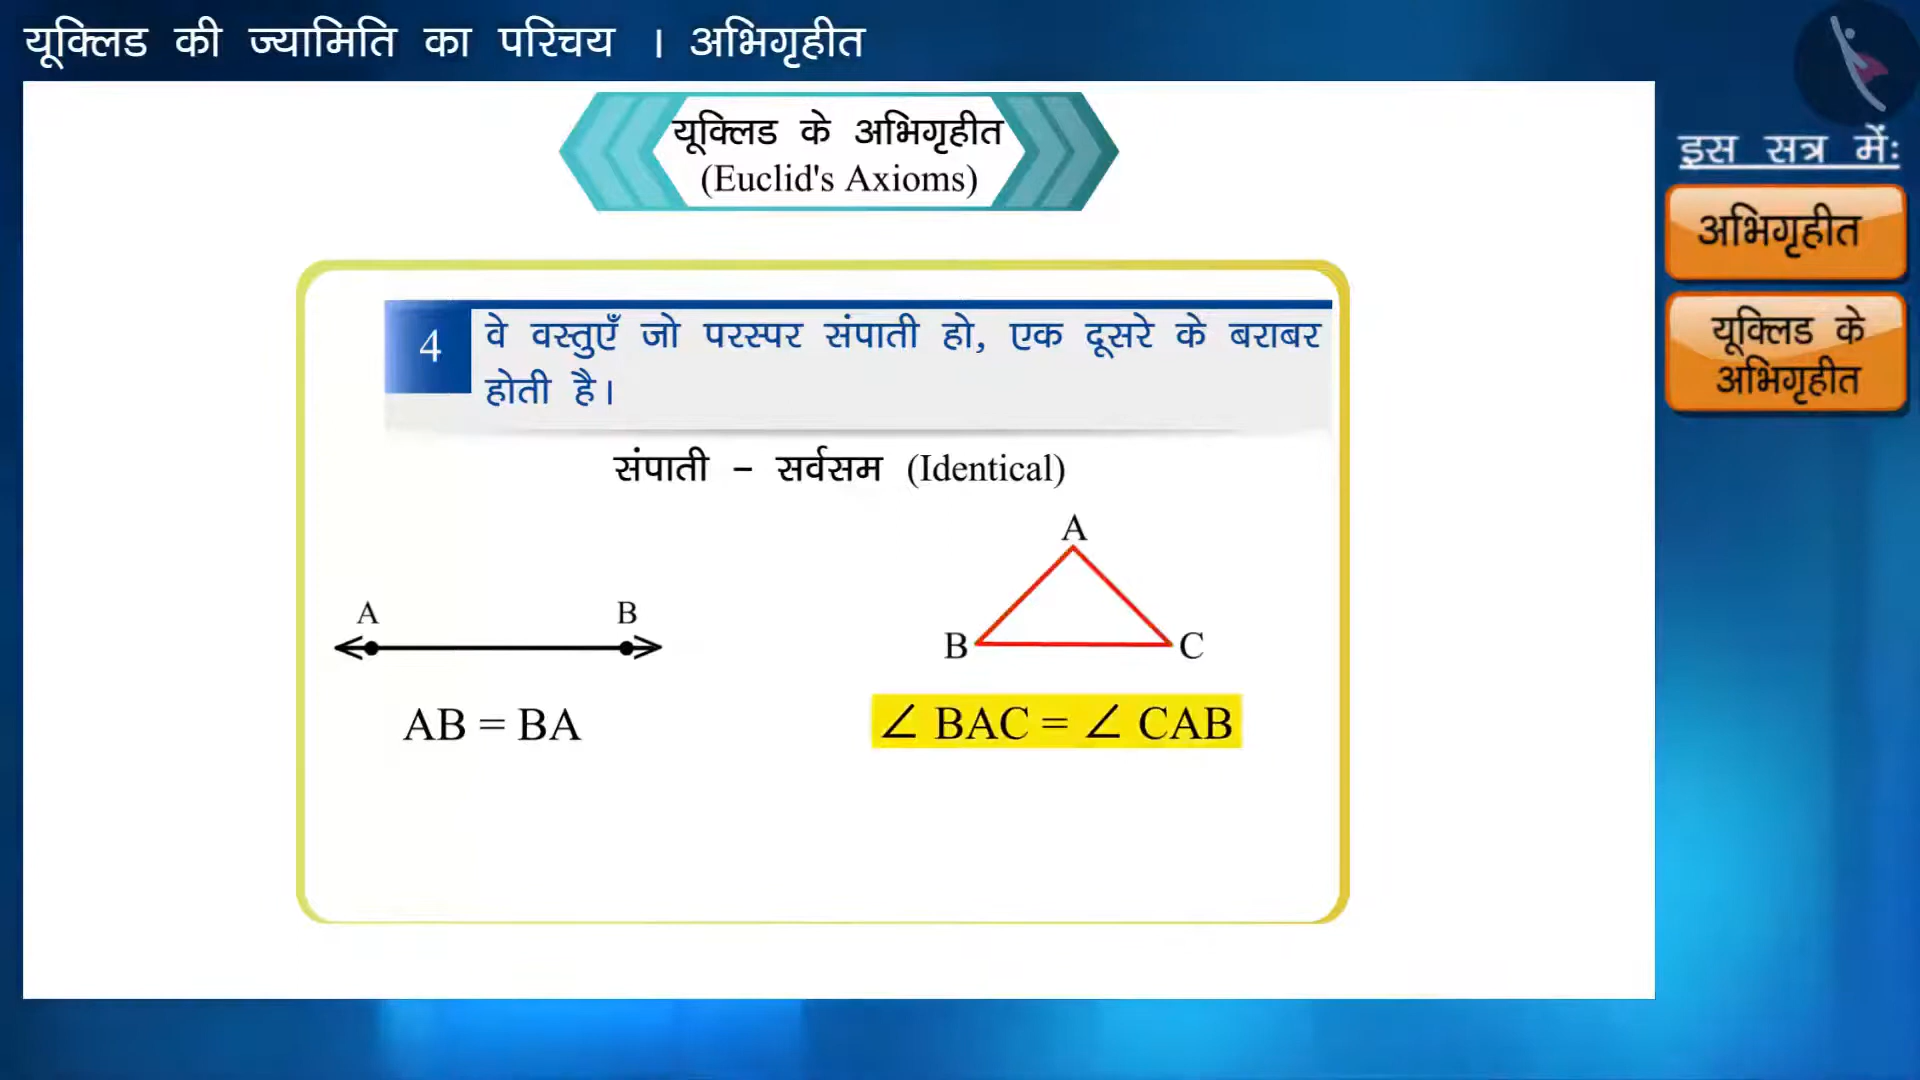 यूक्लिड की ज्यामिति का परिचय । अभिगृहीत
यूक्लिड के अभिगृहीत
(Euclid's Axioms)
इस सत्र में:
अभिगृहीत
यूक्लिड के
अभिगृहीत
4
वे वस्तुएँ जो परस्पर संपाती हो, एक दूसरे के बराबर
होती है।
संपाती – सर्वसम (Identical)
A
B
AB = BA
A
B
C
∠ BAC = ∠ CAB